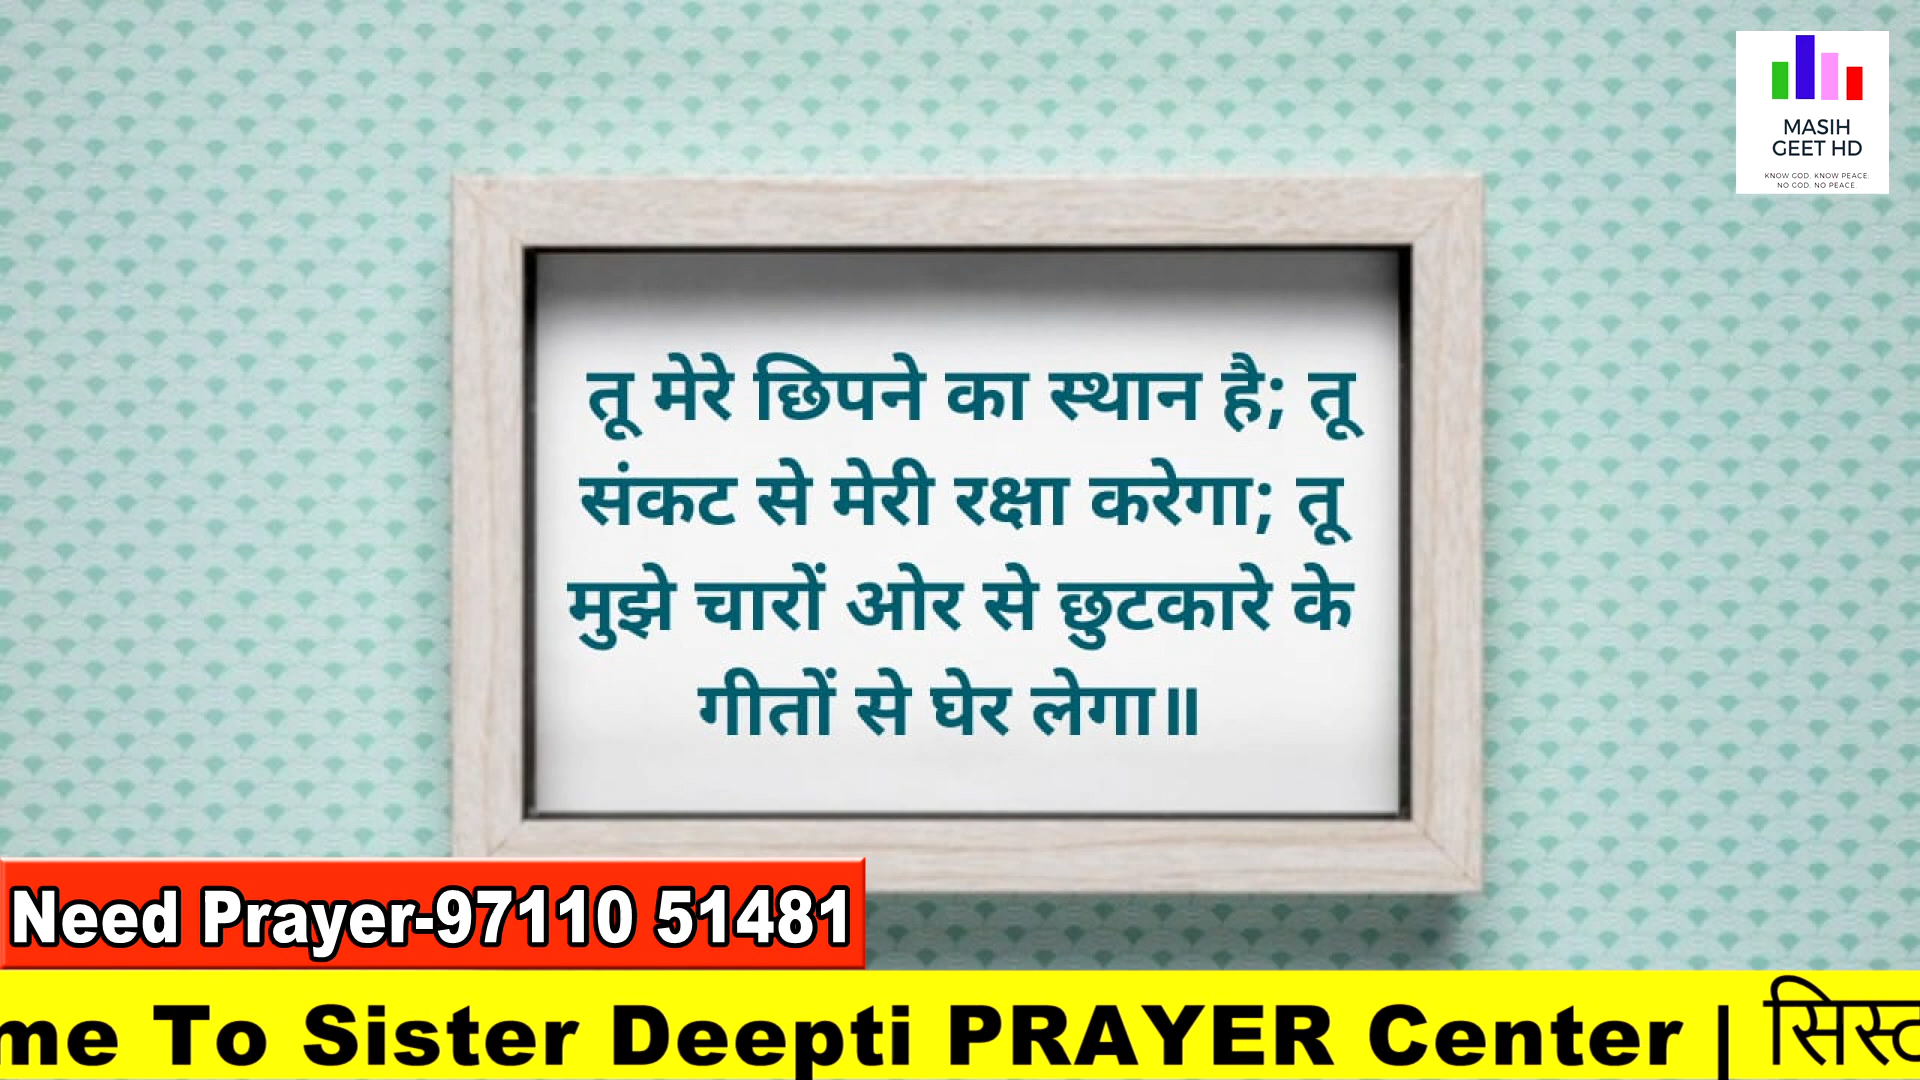 MASIH
GEET HD
KNOW GOD. KNOW PEACE.
NO GOD. NO PEACE.
तू मेरे छिपने का स्थान है; तू
संकट से मेरी रक्षा करेगा; तू
मुझे चारों ओर से छुटकारे के
गीतों से घेर लेगा॥
Need Prayer-97110 51481
me To Sister Deepti PRAYER Center |